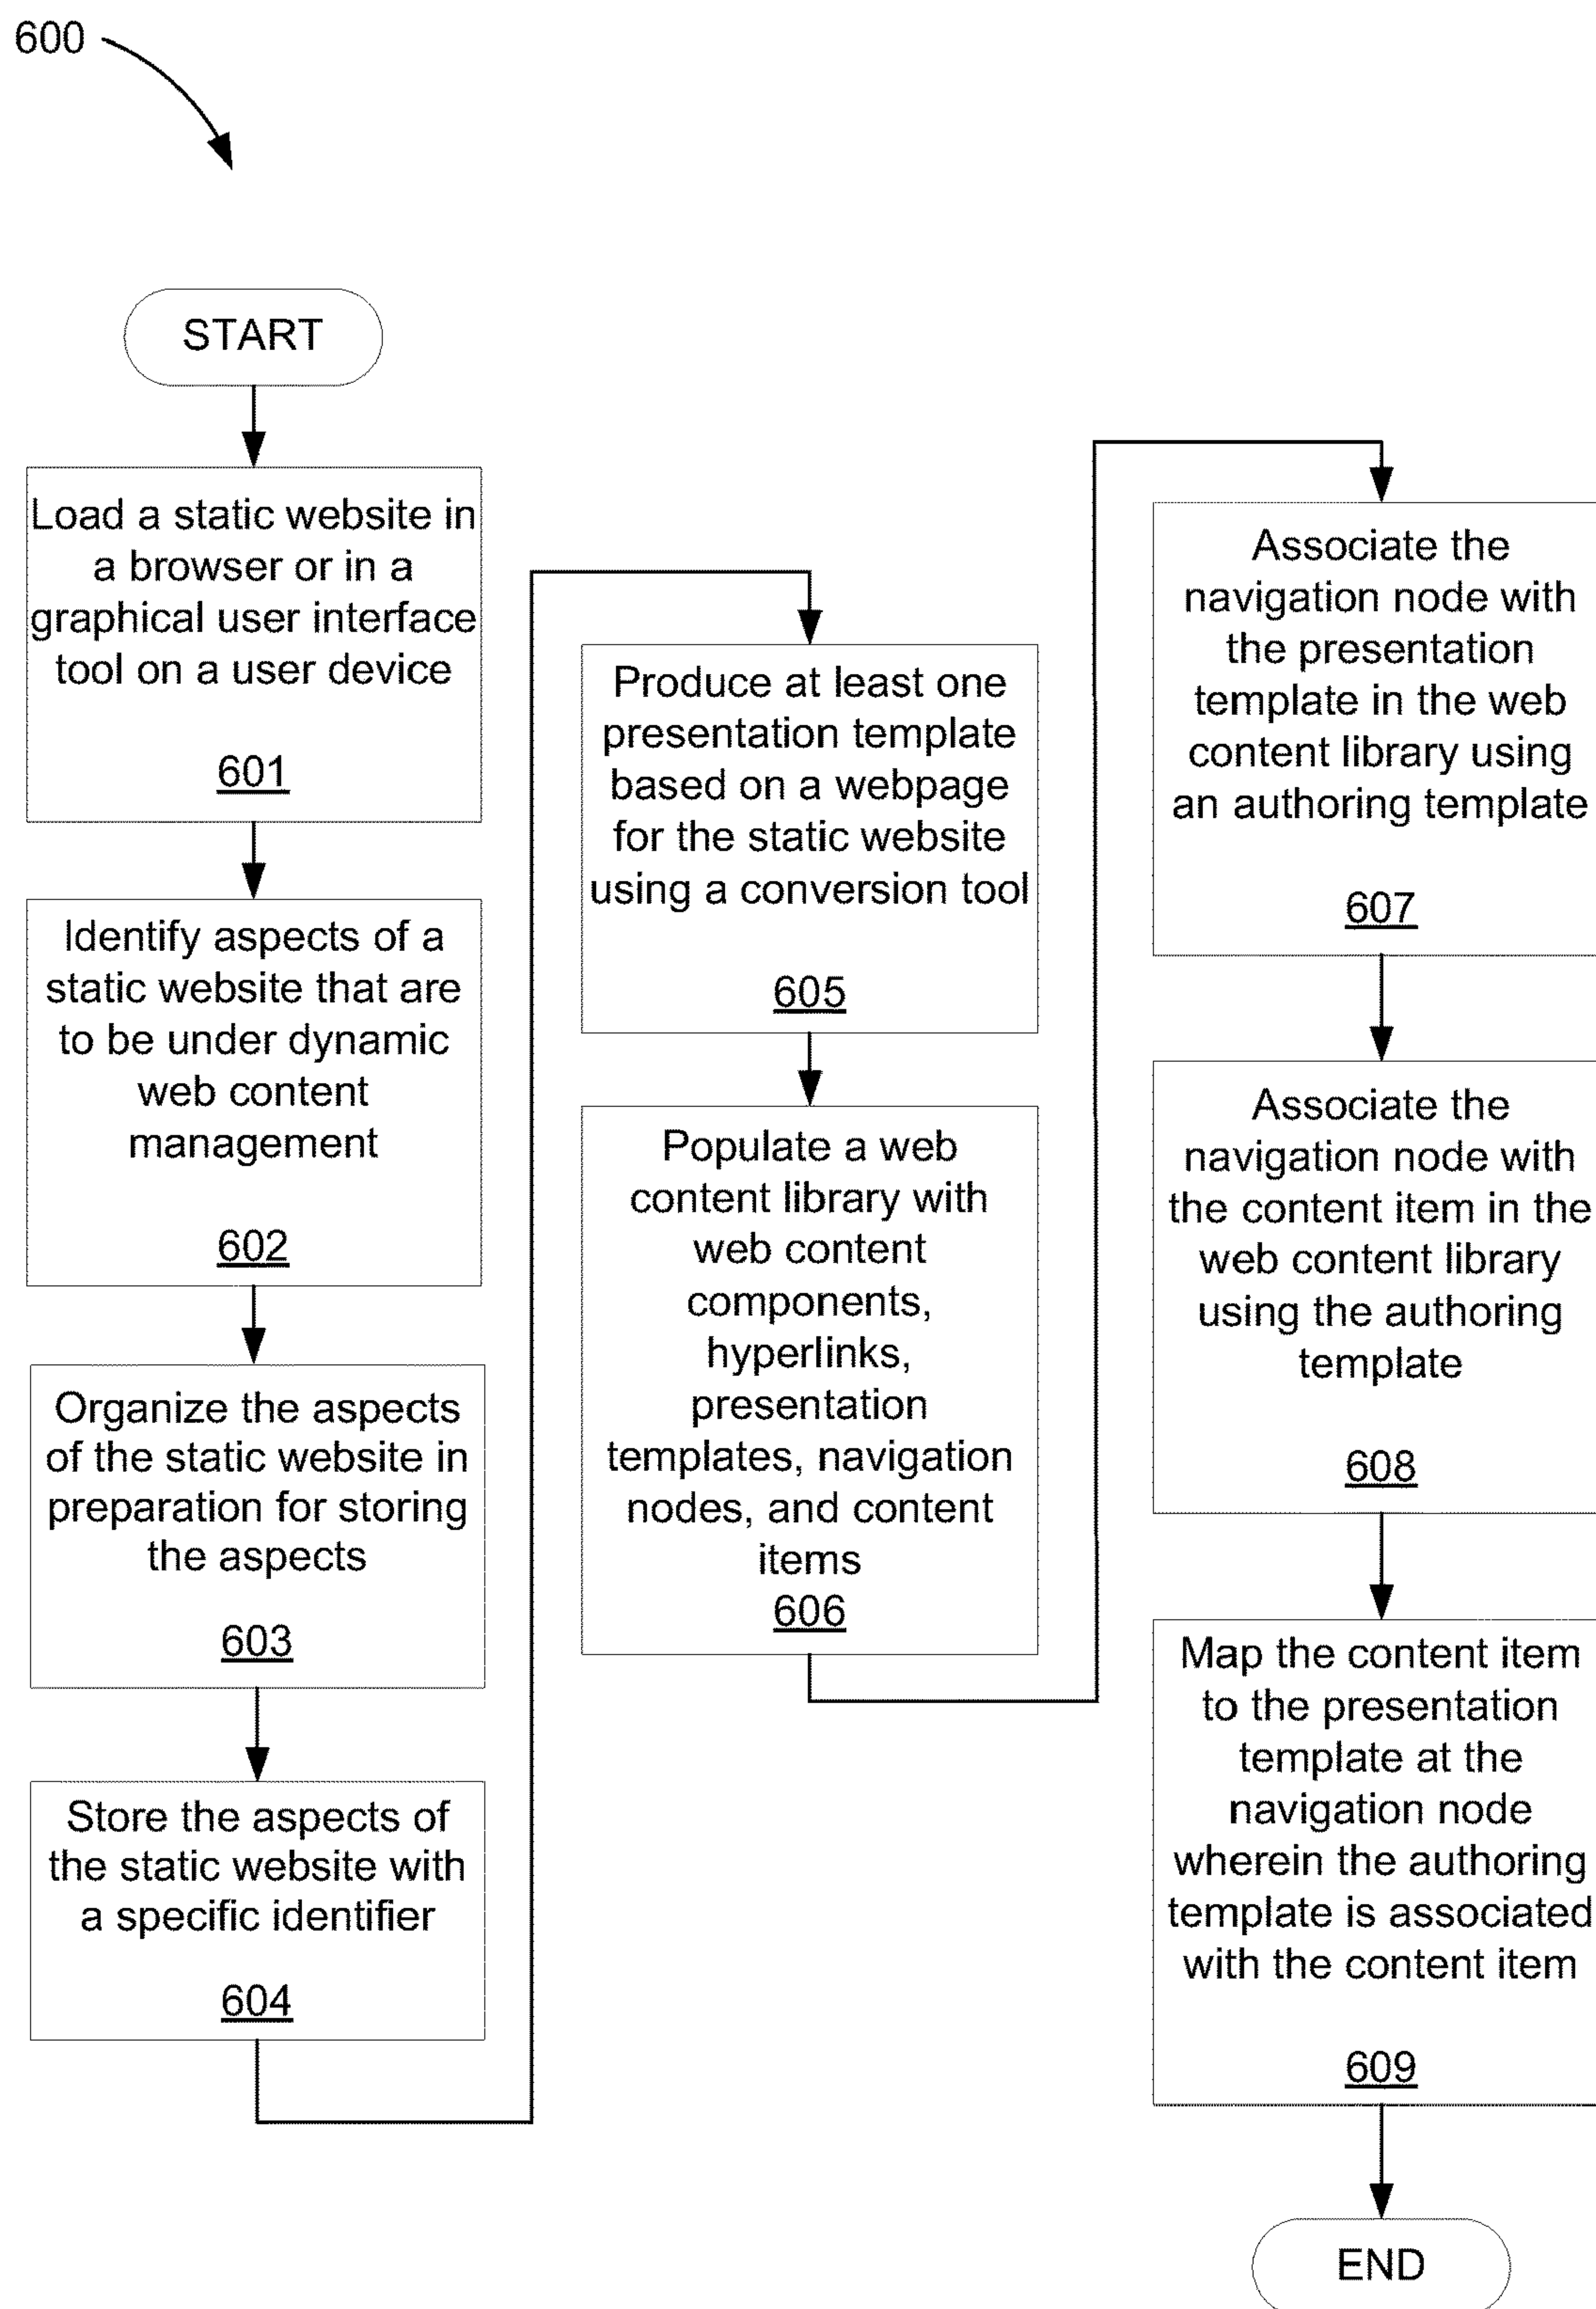 600
START
Load a static website in
a browser or in a
graphical user interface
tool on a user device
601
Identify aspects of a
static website that are
to be under dynamic
web content
management
602
Organize the aspects
of the static website in
preparation for storing
the aspects
603
Store the aspects of
the static website with
a specific identifier
604
Produce at least one
presentation template
based on a webpage
for the static website
using a conversion tool
605
Populate a web
content library with
web content
components,
hyperlinks,
presentation
templates, navigation
nodes, and content
items
606
Associate the
navigation node with
the presentation
template in the web
content library using
an authoring template
607
Associate the
navigation node with
the content item in the
web content library
using the authoring
template
608
Map the content item
to the presentation
template at the
navigation node
wherein the authoring
template is associated
with the content item
609
END